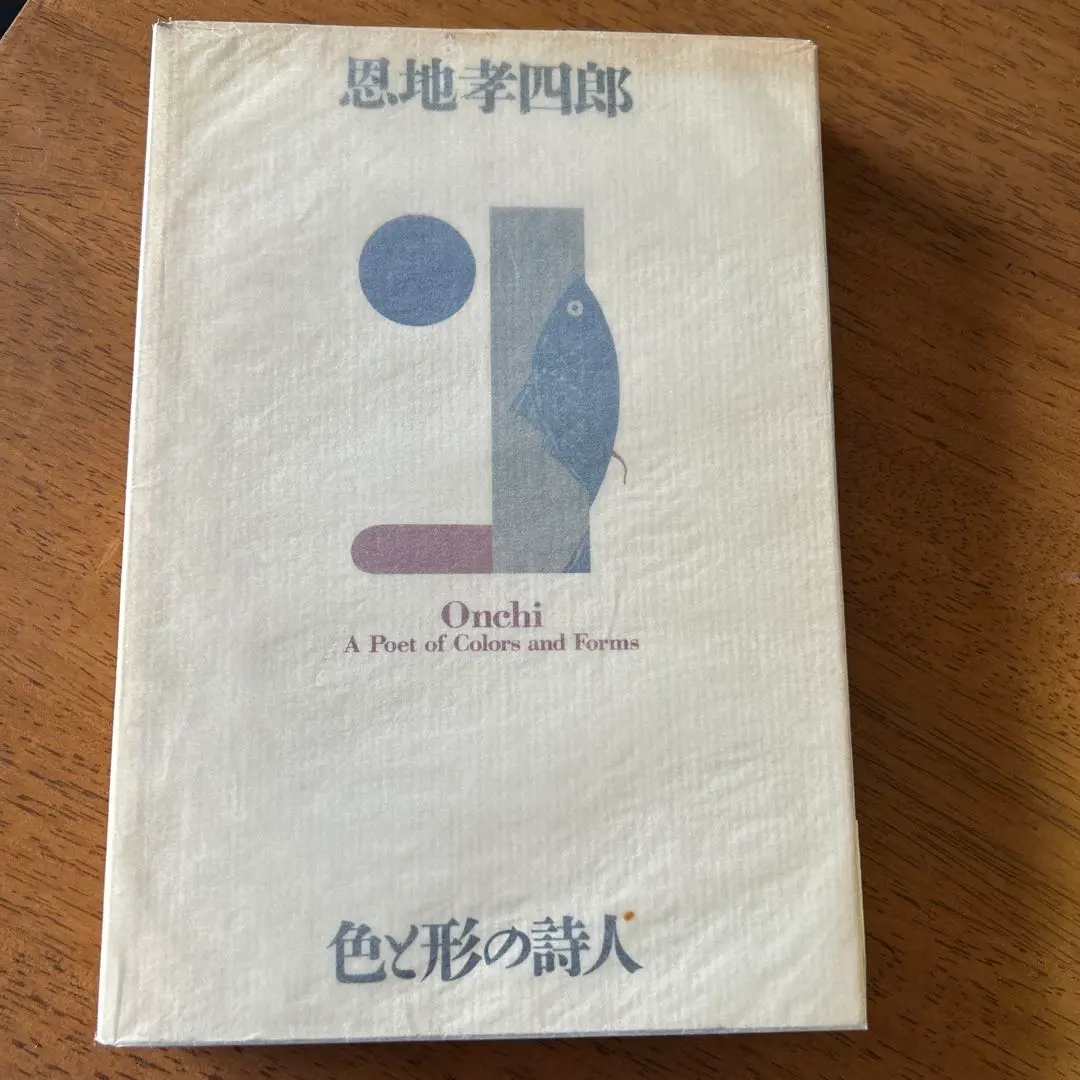 恩地孝四郎
Onchi
A Poet of Colors and Forms
色と形の詩人